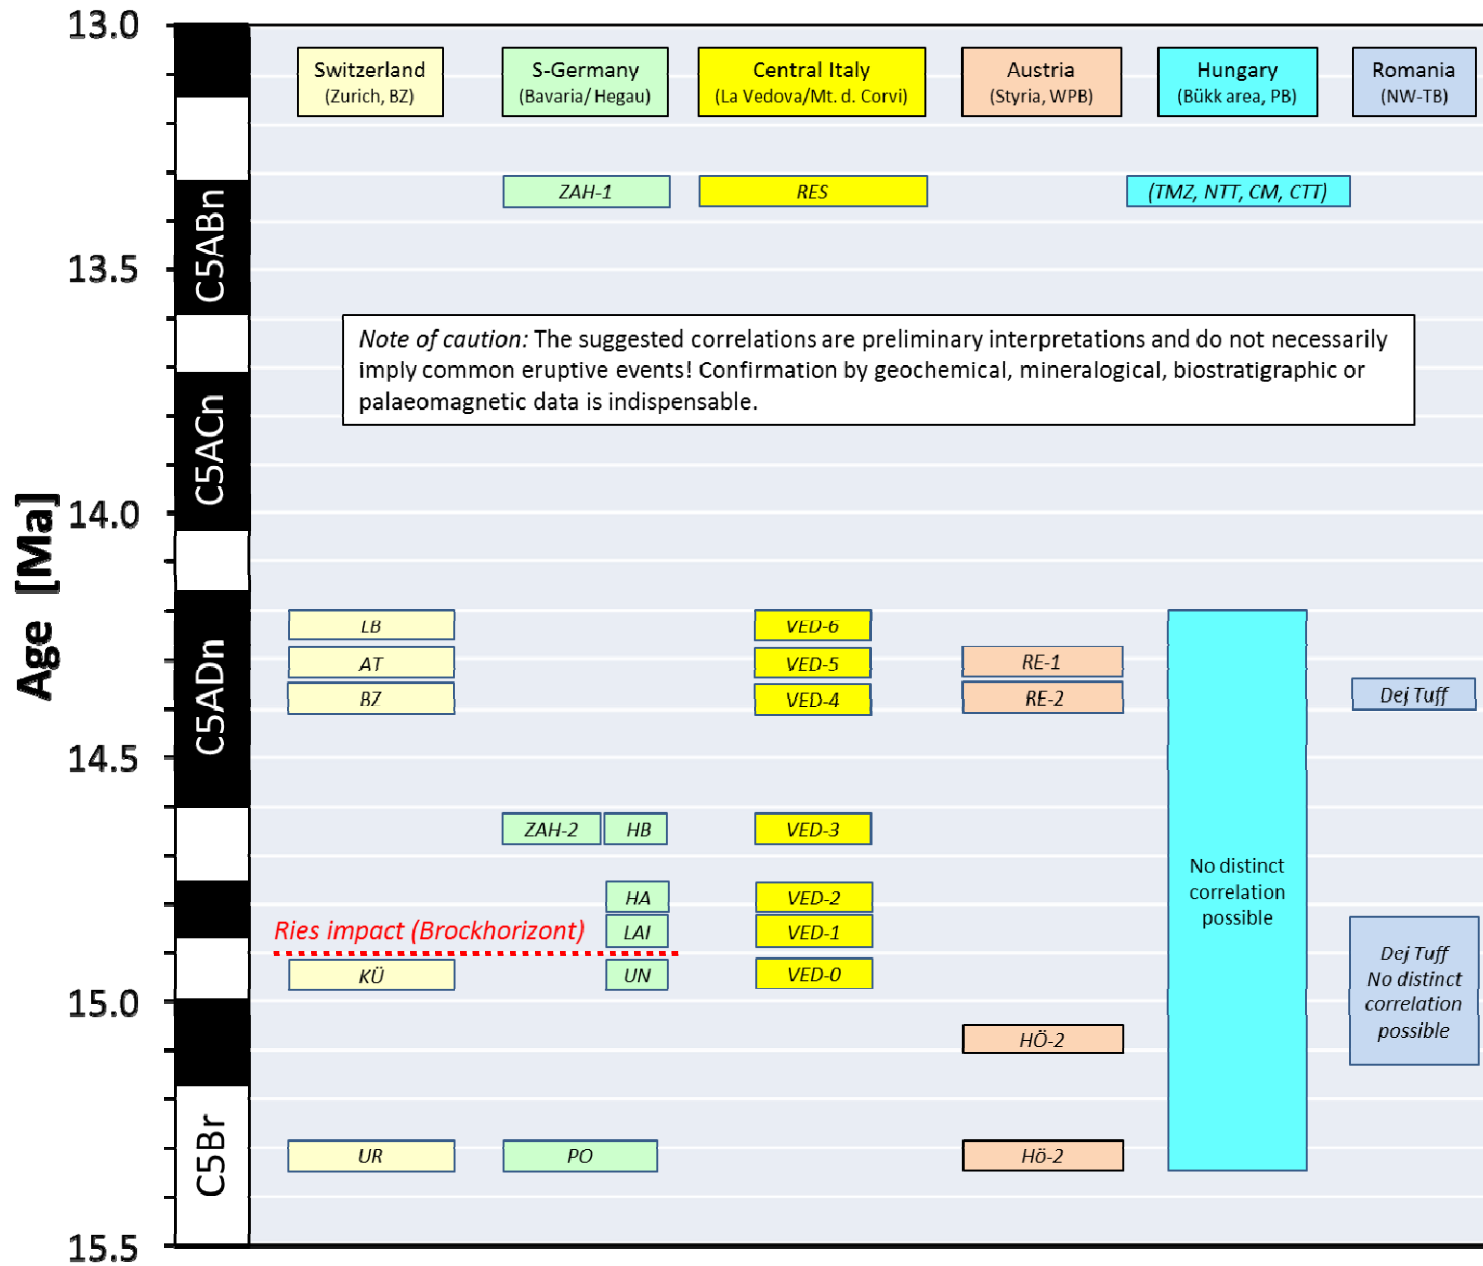 13.0
13.5
14.0
14.5
15.0
15.5
Age [Ma]
C5ABn
C5ACn
C5ADn
C5Br
Switzerland
(Zurich, BZ)
S-Germany
(Bavaria/ Hegau)
Central Italy
(La Vedova/Mt. d. Corvi)
Austria
(Styria, WPB)
Hungary
(Bükk area, PB)
Romania
(NW-TB)
ZAH-1
RES
(TMZ, NTT, CM, CTT)
Note of caution: The suggested correlations are preliminary interpretations and do not necessarily
imply common eruptive events! Confirmation by geochemical, mineralogical, biostratigraphic or
palaeomagnetic data is indispensable.
LB
VED-6
AT
VED-5
RE-1
BZ
VED-4
RE-2
Dej Tuff
ZAH-2
HB
VED-3
No distinct
correlation
possible
HA
VED-2
Ries impact (Brockhorizont)
LAI
VED-1
KÜ
UN
VED-0
Dej Tuff
No distinct
correlation
possible
HÖ-2
UR
PO
Hö-2